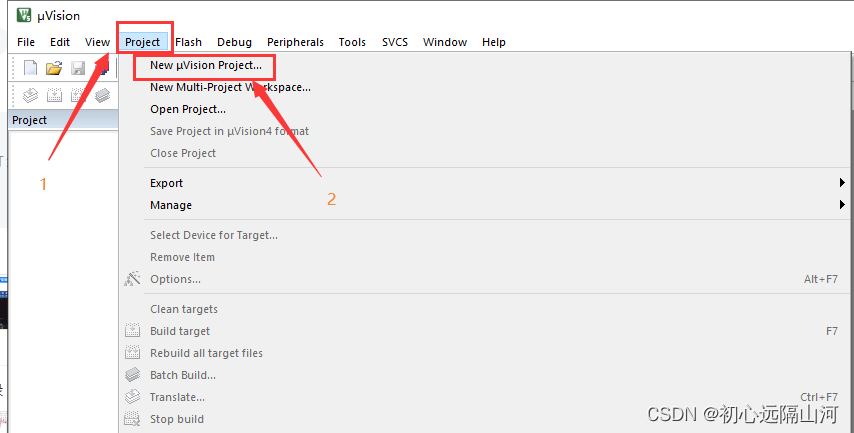 μVision
File Edit View Project Flash Debug Peripherals Tools SVCS Window Help
New μVision Project...
New Multi-Project Workspace...
Project
Open Project...
Save Project in μVision4 format
Close Project
1
Export
2
Manage
Select Device for Target...
Remove Item
Options... Alt+F7
Clean targets
Build target F7
Rebuild all target files
Batch Build...
Translate... Ctrl+F7
Stop build
CSDN @初心远隔山河